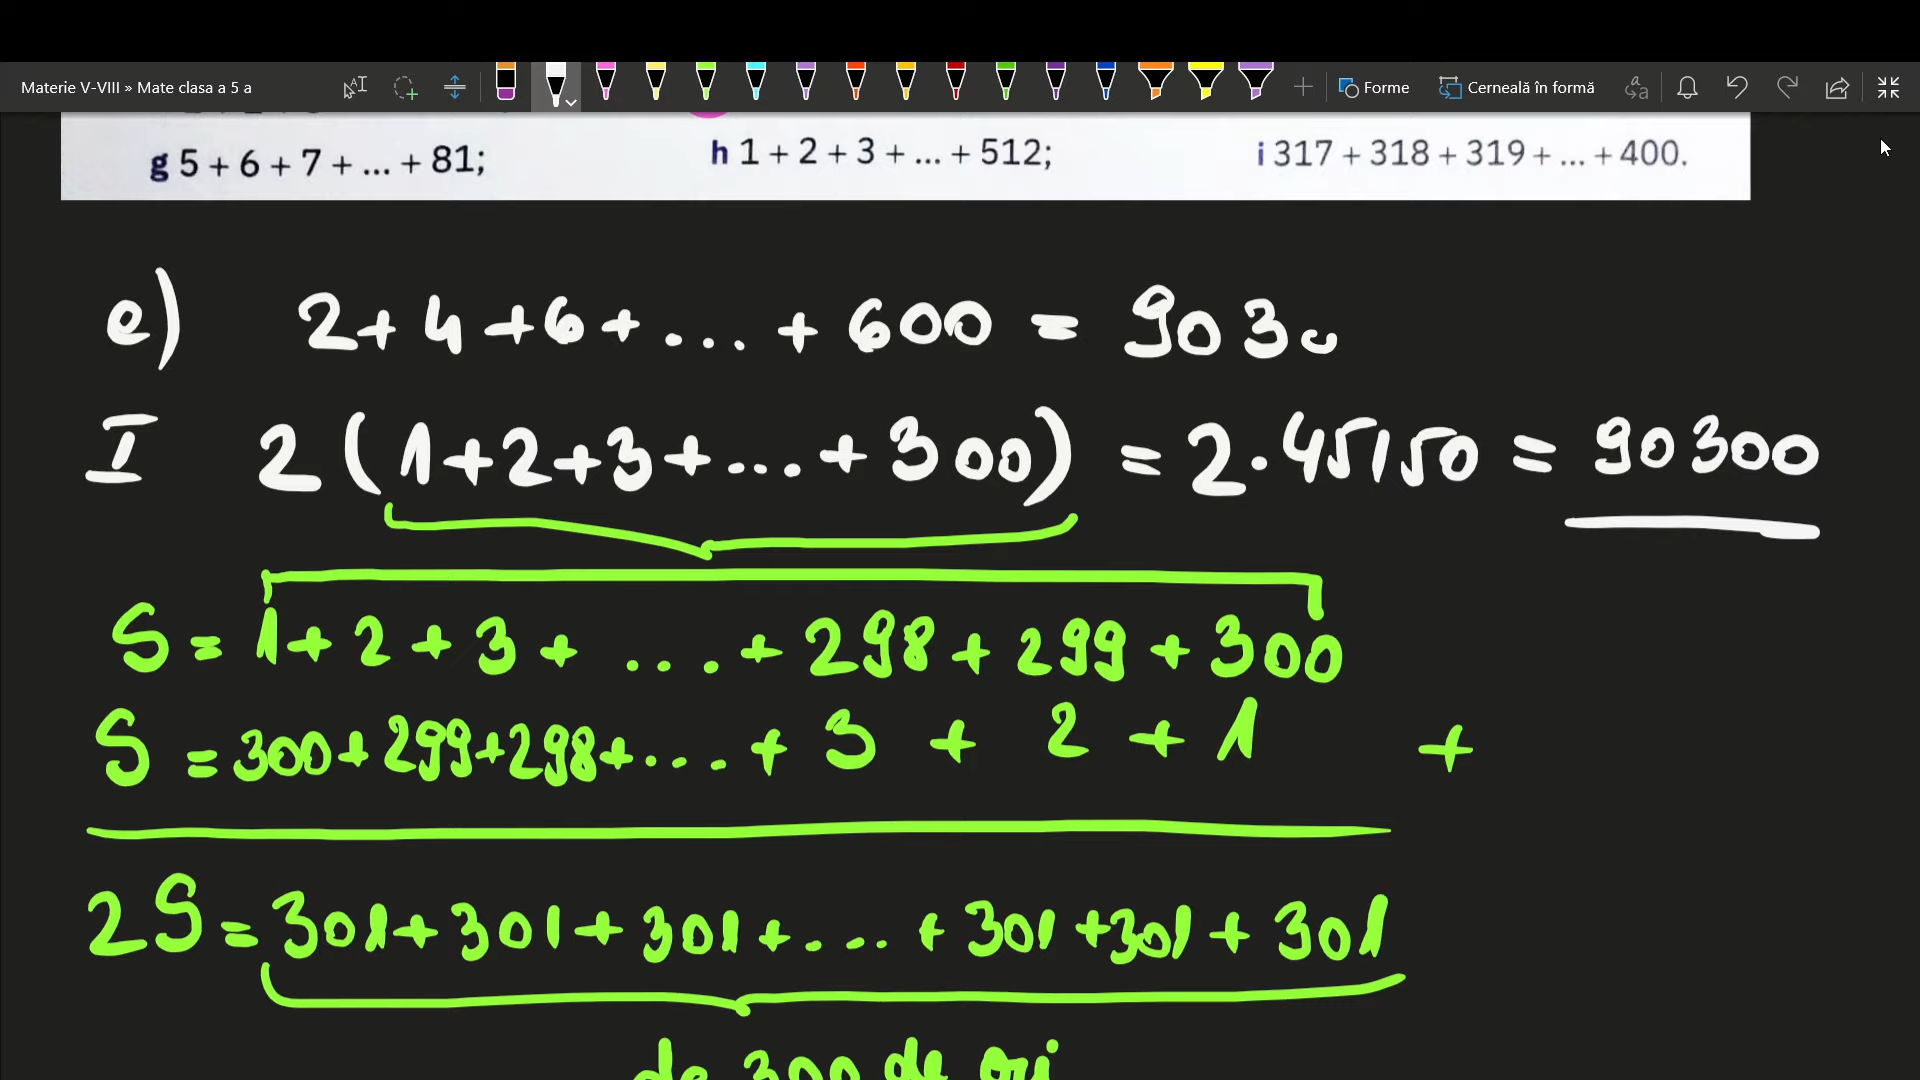 Materie V-VIII » Mate clasa a 5 a
Forme
Cerneală în formă
g 5 + 6 + 7 + ... + 81;
h 1 + 2 + 3 + ... + 512;
i 317 + 318 + 319 + ... + 400.
e) 2+4+6+...+600 = 9030
I 2(1+2+3+...+300) = 2·45150 = 90300
S = 1+2+3+ ...+298+299+300
S = 300+299+298+...+3+2+1 +
2S = 301+301+301+...+301+301+301
de 300 de ori